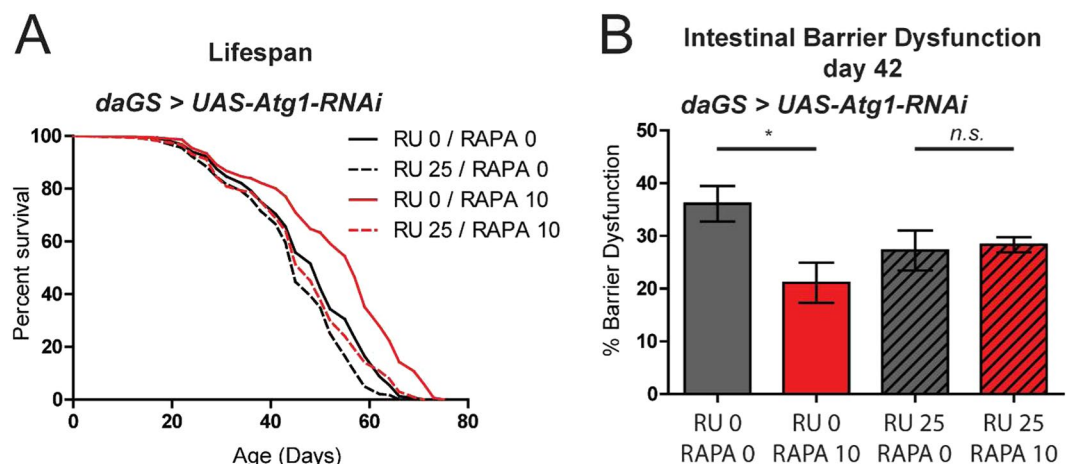 A
Lifespan
daGS > UAS-Atg1-RNAi
RU 0 / RAPA 0
RU 25 / RAPA 0
RU 0 / RAPA 10
RU 25 / RAPA 10
Percent survival
100
80
60
40
20
0
0 20 40 60 80
Age (Days)
B
Intestinal Barrier Dysfunction
day 42
daGS > UAS-Atg1-RNAi
* n.s.
% Barrier Dysfunction
50
40
30
20
10
0
RU 0 RU 0 RU 25 RU 25
RAPA 0 RAPA 10 RAPA 0 RAPA 10